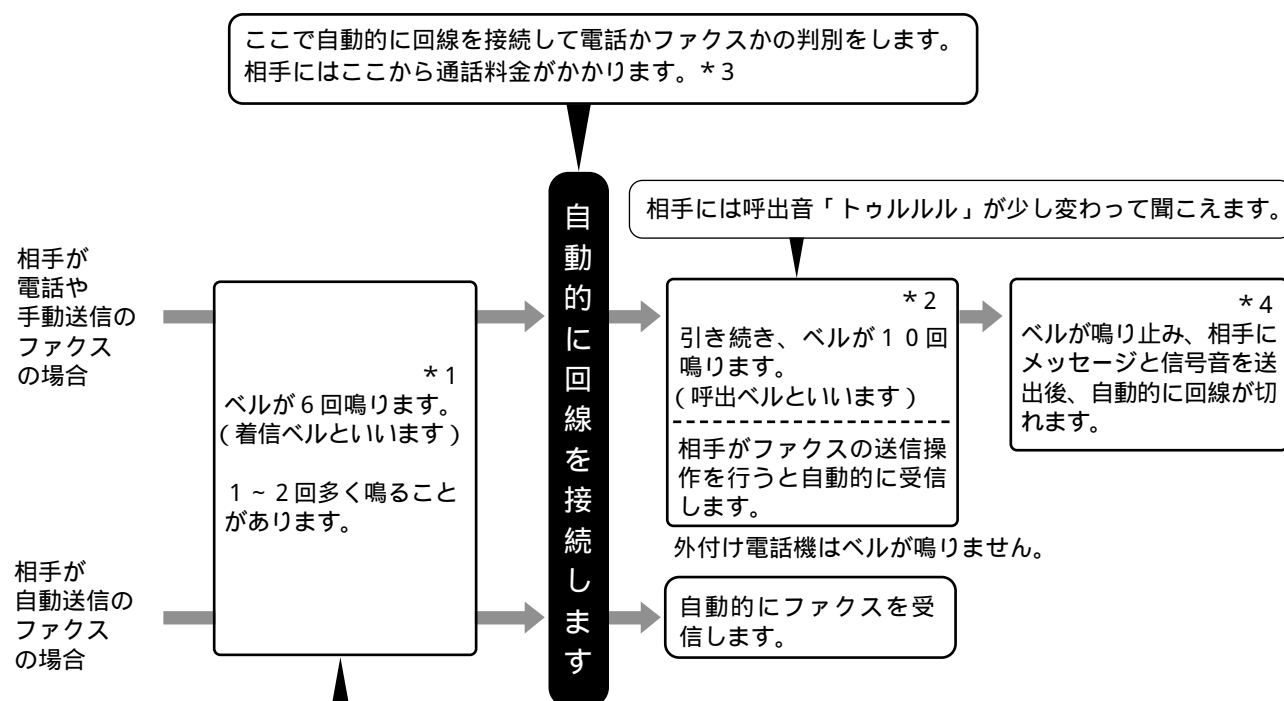 ここで自動的に回線を接続して電話かファクスかの判別をします。
相手にはここから通話料金がかかります。*3
相手には呼出音「トゥルルル」が少し変わって聞こえます。
相手が
電話や
手動送信の
ファクス
の場合
*1
ベルが6回鳴ります。
(着信ベルといいます)
1~2回多く鳴ること
があります。
自動的に回線を接続します
*2
引き続き、ベルが10回
鳴ります。
(呼出ベルといいます)
相手がファクスの送信操
作を行うと自動的に受信
します。
外付け電話機はベルが鳴りません。
*4
ベルが鳴り止み、相手に
メッセージと信号音を送
出後、自動的に回線が切
れます。
相手が
自動送信の
ファクス
の場合
自動的にファクスを受
信します。